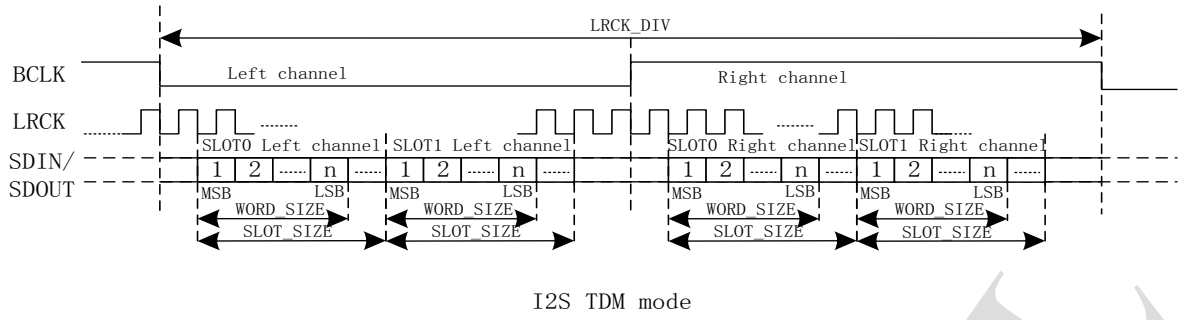 LRCK_DIV
BCLK Left channel Right channel
LRCK
SLOT0 Left channel SLOT1 Left channel SLOT0 Right channel SLOT1 Right channel
SDIN/
SDOUT
1 2 n 1 2 n 1 2 n 1 2 n
MSB LSB MSB LSB MSB LSB MSB LSB
WORD_SIZE WORD_SIZE WORD_SIZE WORD_SIZE
SLOT_SIZE SLOT_SIZE SLOT_SIZE SLOT_SIZE
I2S TDM mode